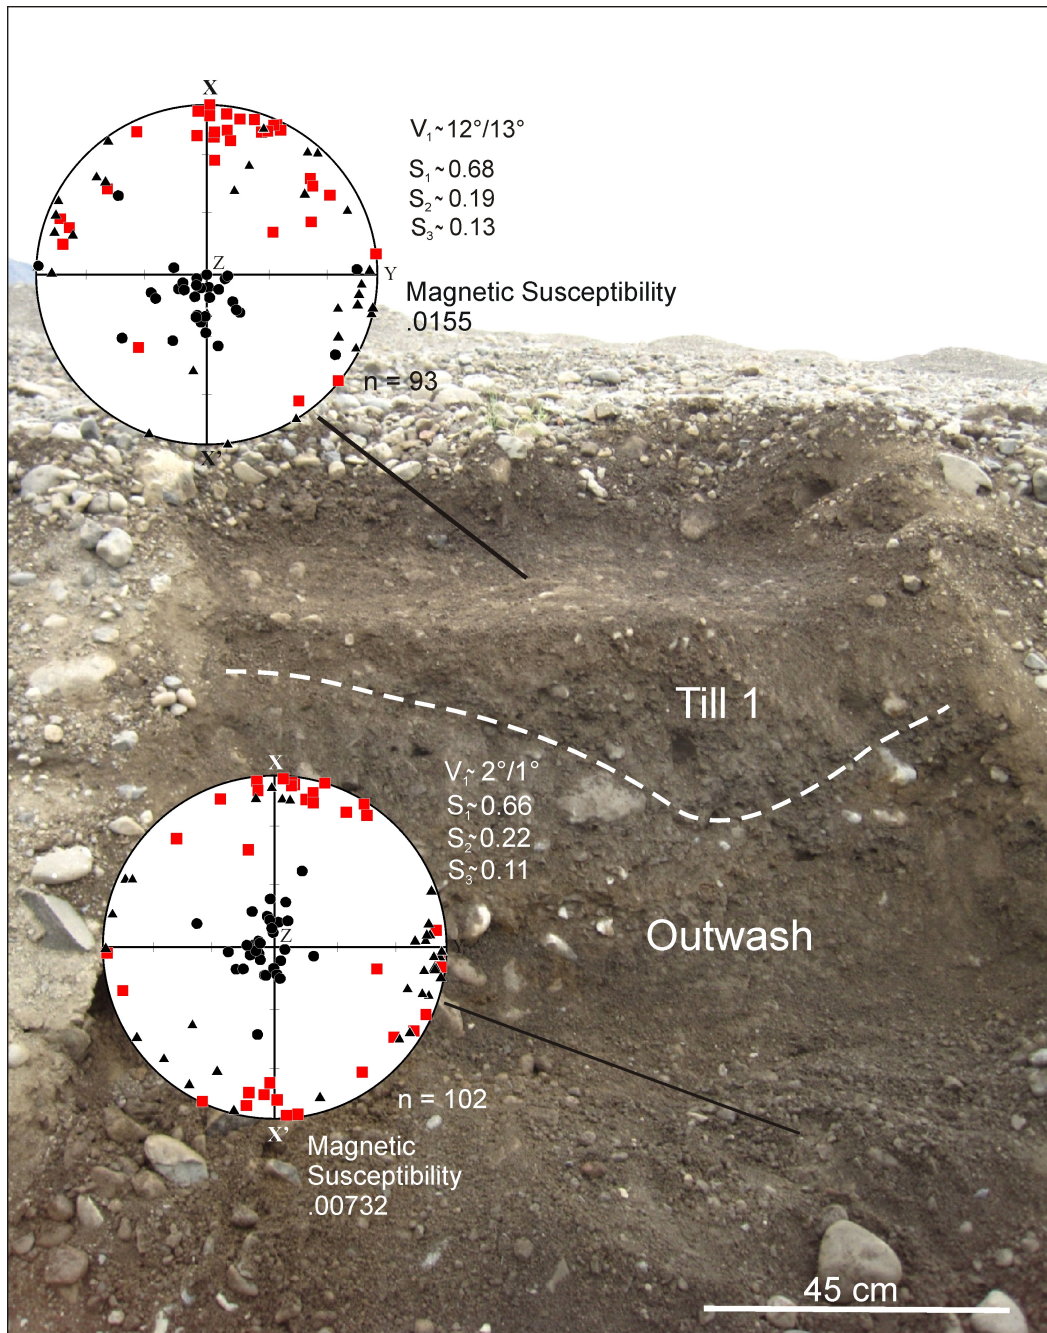 X
V₁~12°/13°
S₁~0.68
S₂~0.19
S₃~0.13
Z
Y
Magnetic Susceptibility
.0155
n = 93
X'
Till 1
X
V₁~2°/1°
S₁~0.66
S₂~0.22
S₃~0.11
Z
Y
Outwash
n = 102
X'
Magnetic
Susceptibility
.00732
45 cm